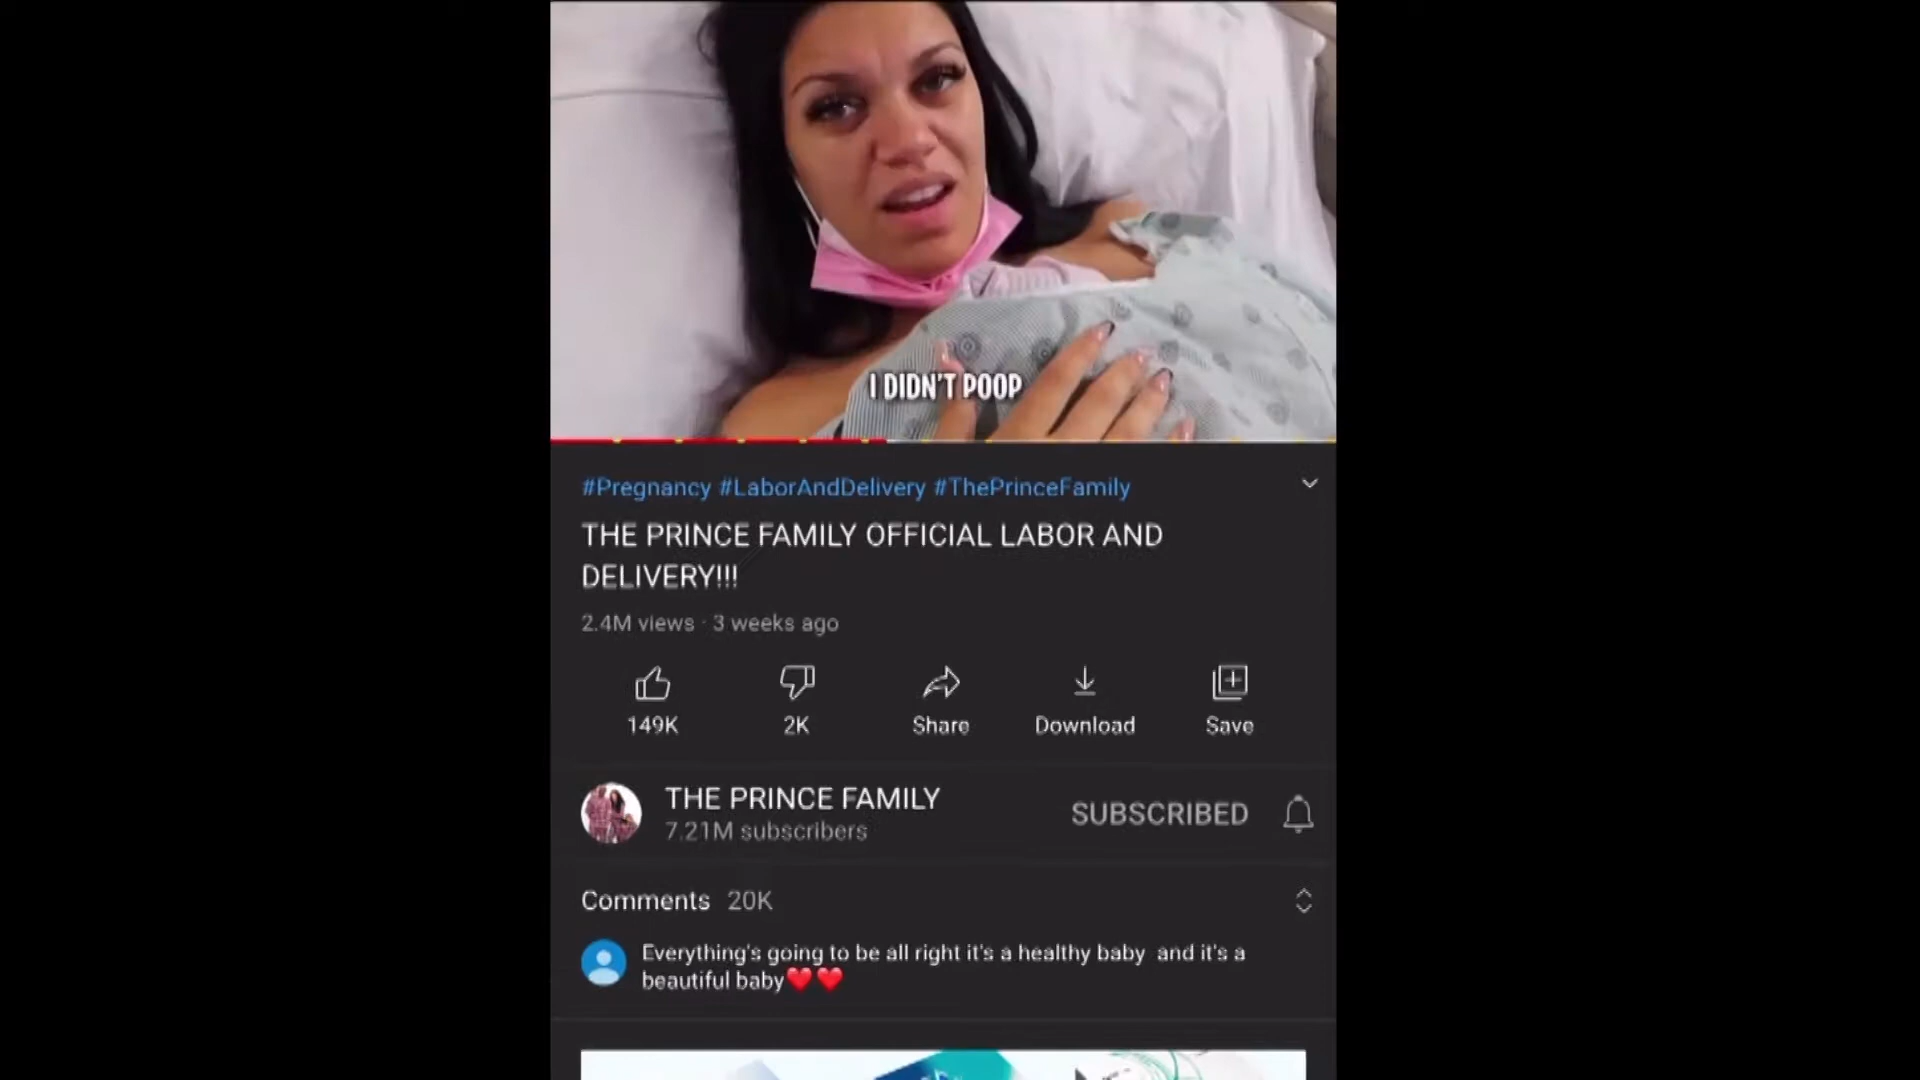 I DIDN'T POOP
#Pregnancy #LaborAndDelivery #ThePrinceFamily
THE PRINCE FAMILY OFFICIAL LABOR AND
DELIVERY!!!
2.4M views · 3 weeks ago
149K
2K
Share
Download
Save
THE PRINCE FAMILY
7.21M subscribers
SUBSCRIBED
Comments 20K
Everything's going to be all right it's a healthy baby and it's a
beautiful baby❤️❤️